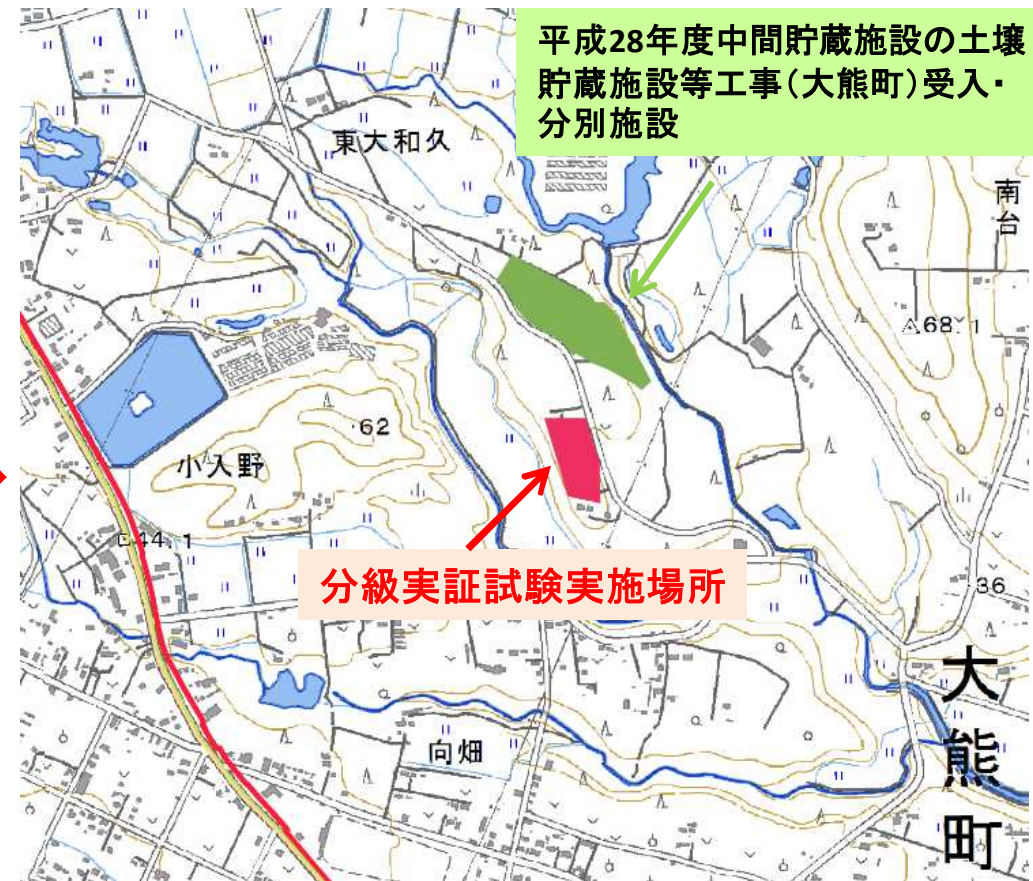 平成28年度中間貯蔵施設の土壌
貯蔵施設等工事(大熊町)受入・
分別施設
東大和久
南台
68.1
62
小入野
44.1
分級実証試験実施場所
36
大熊町
向畑